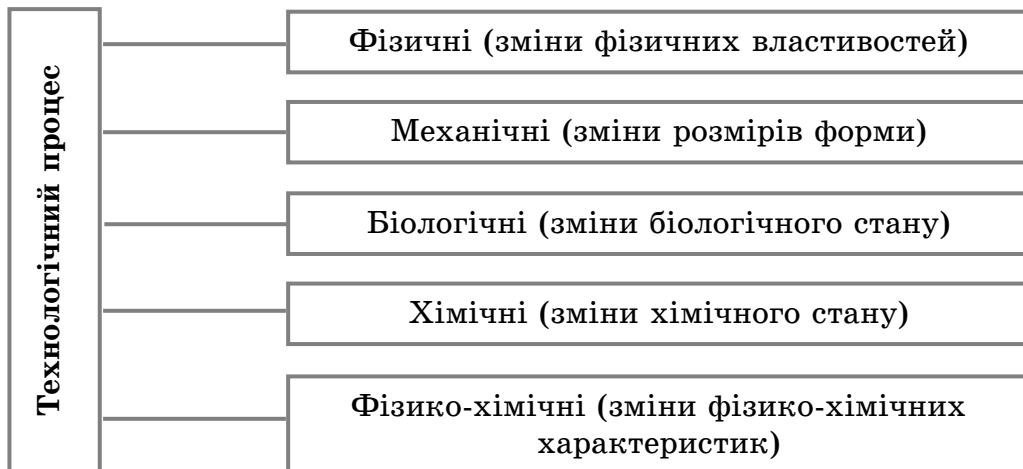 Технологічний процес
Фізичні (зміни фізичних властивостей)
Механічні (зміни розмірів форми)
Біологічні (зміни біологічного стану)
Хімічні (зміни хімічного стану)
Фізико-хімічні (зміни фізико-хімічних
характеристик)